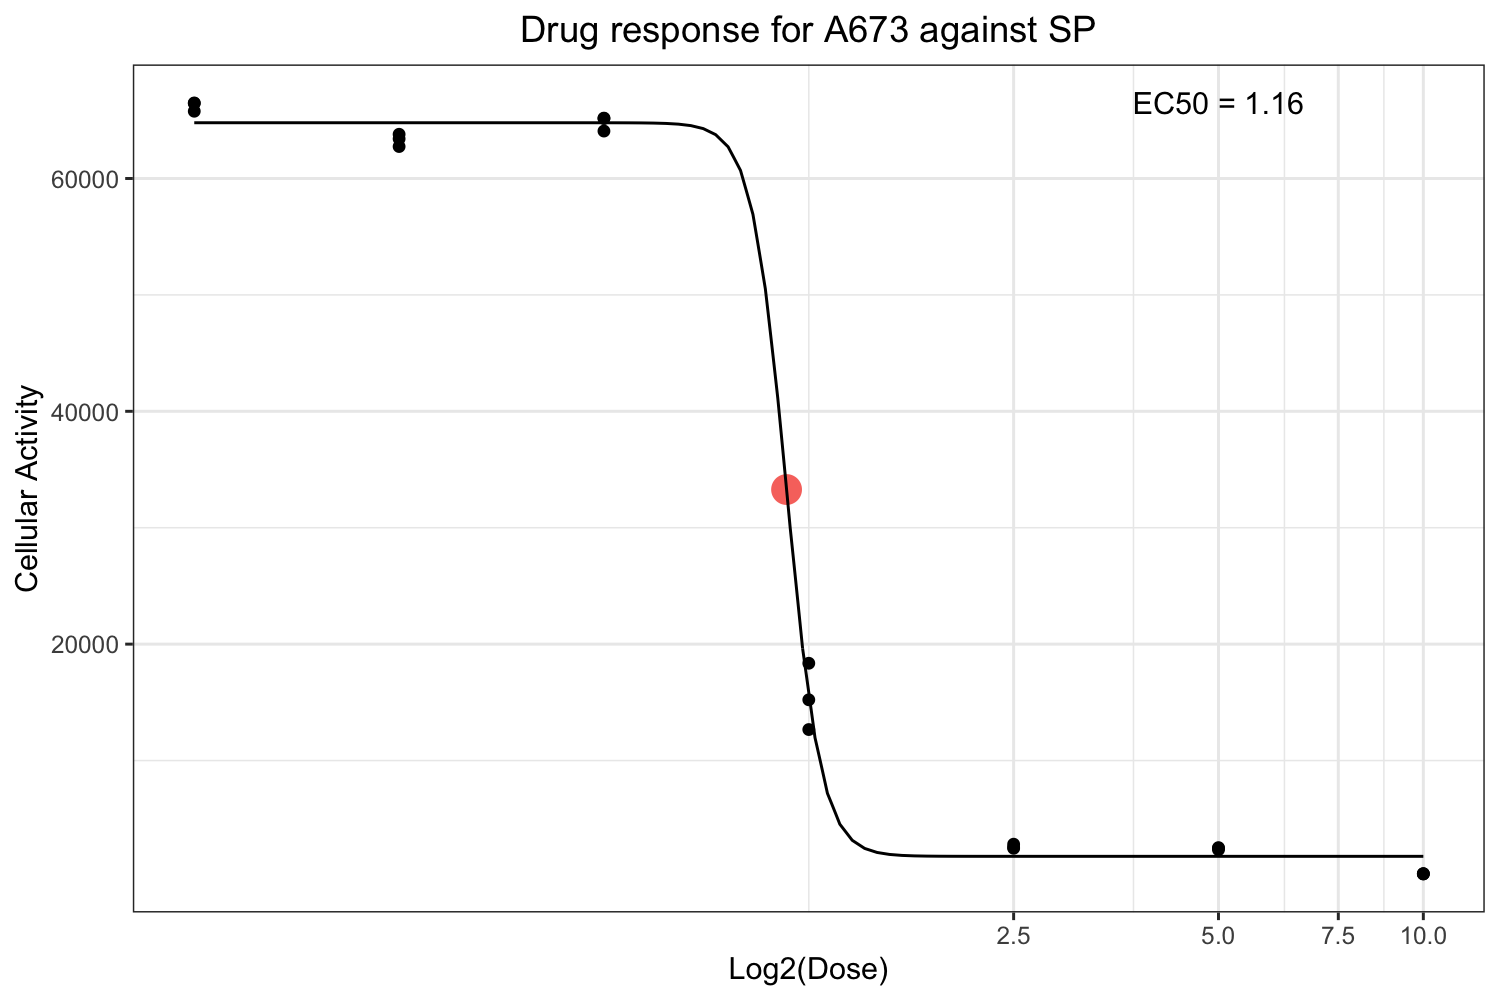 Drug response for A673 against SP
EC50 = 1.16
60000
40000
20000
Cellular Activity
2.5 5.0 7.5 10.0
Log2(Dose)